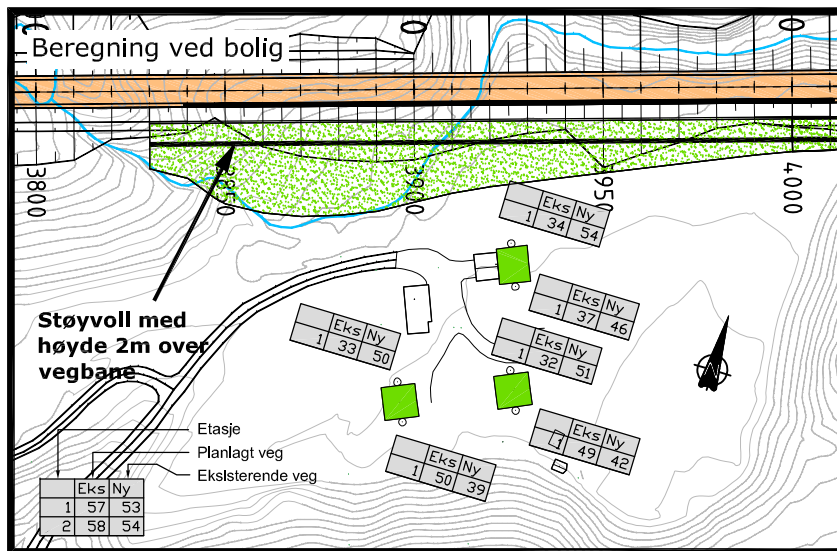 Beregning ved bolig
0
0
3800
3850
3900
3950
4000
Eks Ny
1 34 54
Eks Ny
1 37 46
Eks Ny
1 33 50
Eks Ny
1 32 51
Eks Ny
1 49 42
Eks Ny
1 50 39
Støyvoll med
høyde 2m over
vegbane
Etasje
Planlagt veg
Eksisterende veg
Eks Ny
1 57 53
2 58 54